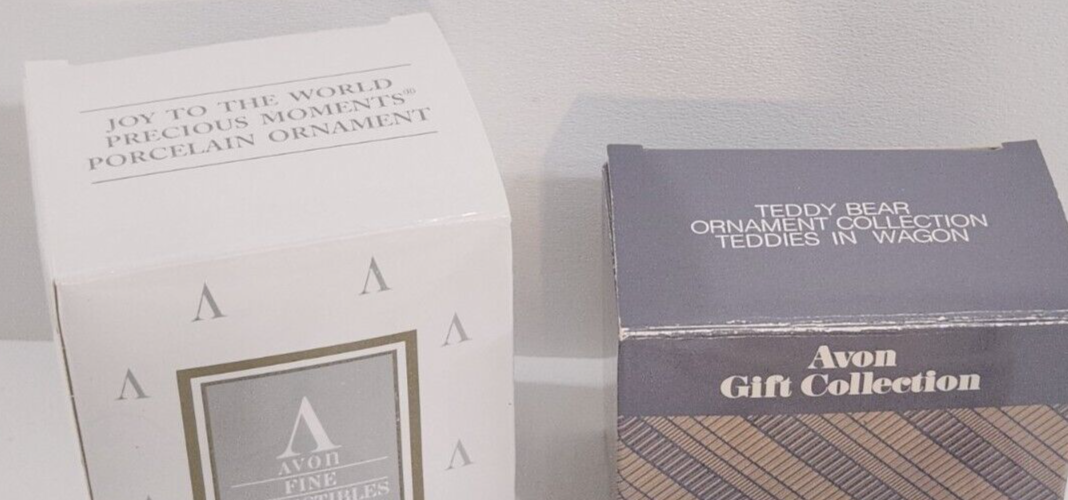 JOY TO THE WORLD
PRECIOUS MOMENTS®
PORCELAIN ORNAMENT
Avon
FINE
TEDDY BEAR
ORNAMENT COLLECTION
TEDDIES IN WAGON
Avon
Gift Collection